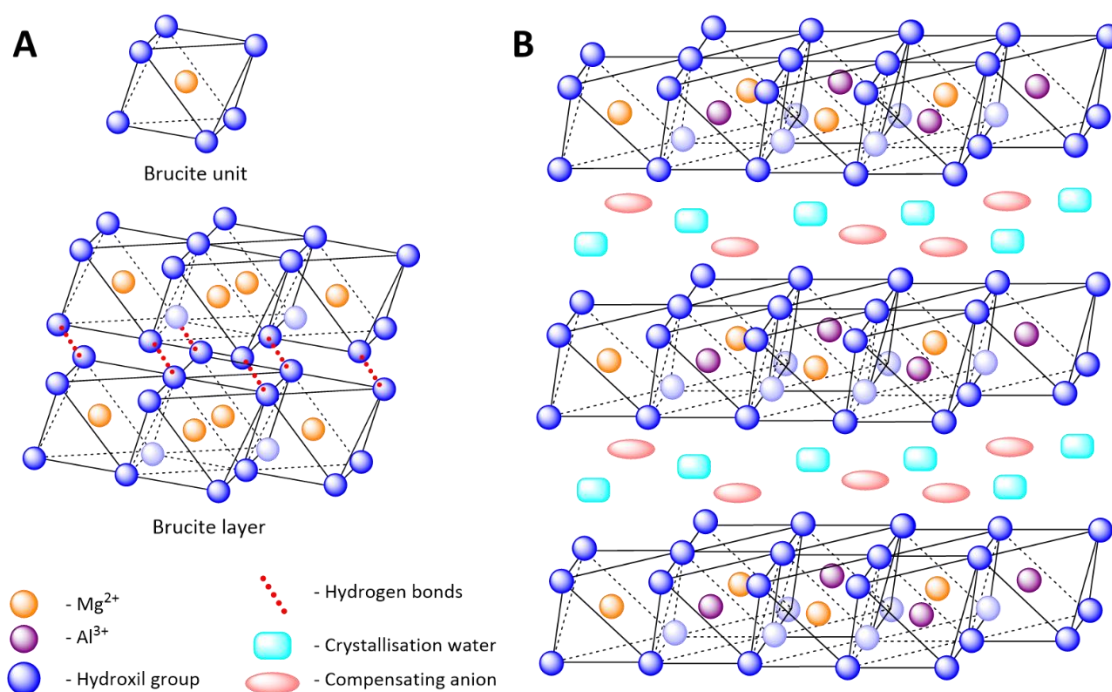 A
B
Brucite unit
Brucite layer
- Mg²⁺
- Al³⁺
- Hydroxil group
- Hydrogen bonds
- Crystallisation water
- Compensating anion